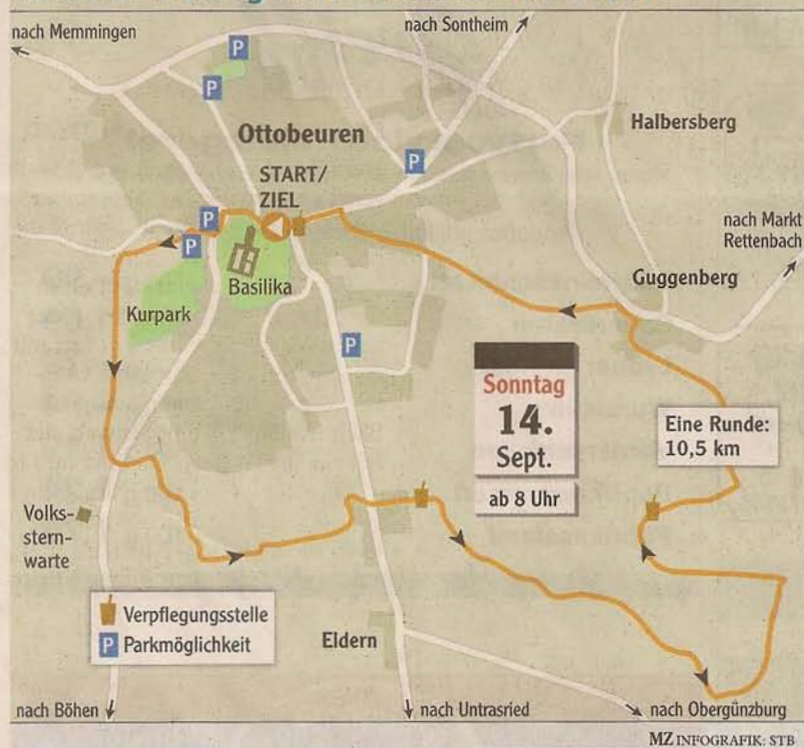 nach Memmingen
nach Sontheim
P
P
Ottobeuren
Halbersberg
P
START/
ZIEL
nach Markt
Rettenbach
P
P
Basilika
Guggenberg
Kurpark
P
Sonntag
14.
Sept.
ab 8 Uhr
Eine Runde:
10,5 km
Volks-
stern-
warte
Verpflegungsstelle
P Parkmöglichkeit
Eldern
nach Böhen
nach Untrasried
nach Obergünzburg
MZ INFOGRAFIK: STB